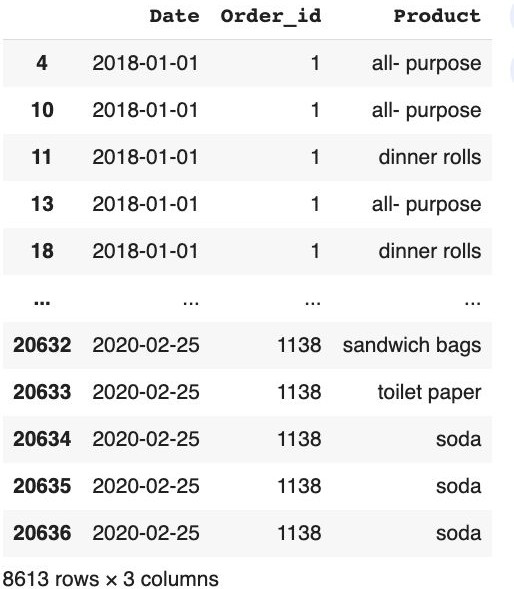 Date Order_id Product
4 2018-01-01 1 all- purpose
10 2018-01-01 1 all- purpose
11 2018-01-01 1 dinner rolls
13 2018-01-01 1 all- purpose
18 2018-01-01 1 dinner rolls
... ... ... ...
20632 2020-02-25 1138 sandwich bags
20633 2020-02-25 1138 toilet paper
20634 2020-02-25 1138 soda
20635 2020-02-25 1138 soda
20636 2020-02-25 1138 soda
8613 rows × 3 columns